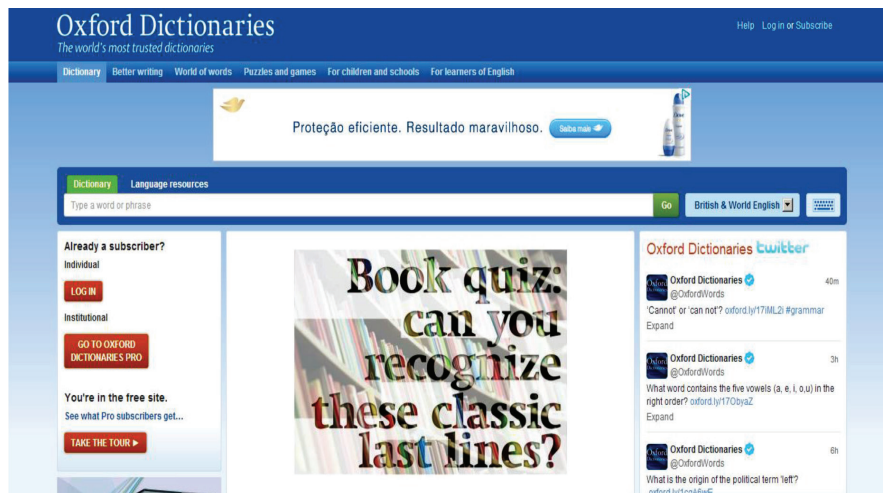 Oxford Dictionaries
The world's most trusted dictionaries
Help Log in or Subscribe
Dictionary Better writing World of words Puzzles and games For children and schools For learners of English
Proteção eficiente. Resultado maravilhoso. Saiba mais
Dictionary Language resources
Type a word or phrase Go British & World English
Already a subscriber?
Individual
LOG IN
Institutional
GO TO OXFORD
DICTIONARIES PRO
You're in the free site.
See what Pro subscribers get...
TAKE THE TOUR
Book quiz:
can you
recognize
these classic
last lines?
Oxford Dictionaries twitter
Oxford Dictionaries 40m
@OxfordWords
'Cannot' or 'can not'? oxford.ly/17iML2i #grammar
Expand
Oxford Dictionaries 3h
@OxfordWords
What word contains the five vowels (a, e, i, o,u) in the
right order? oxford.ly/17ObyaZ
Expand
Oxford Dictionaries 6h
@OxfordWords
What is the origin of the political term 'left'?